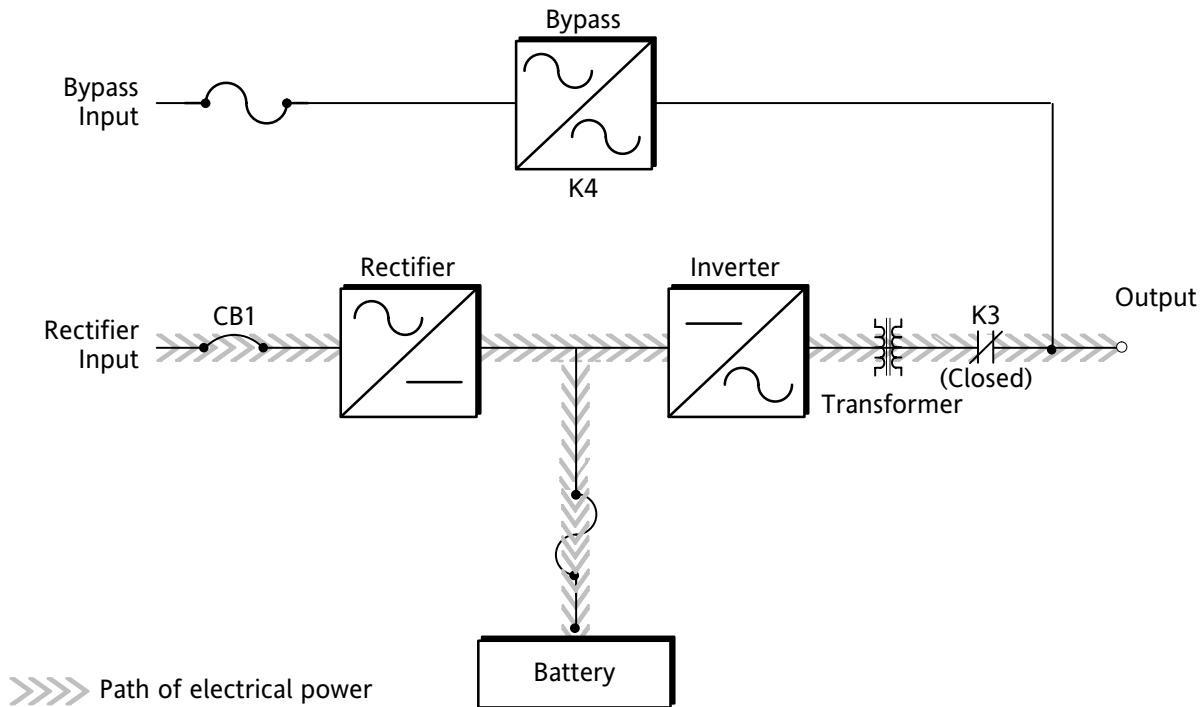 Bypass
Bypass
Input
K4
Rectifier
Inverter
Output
Rectifier
Input
CB1
K3
(Closed)
Transformer
Battery
Path of electrical power